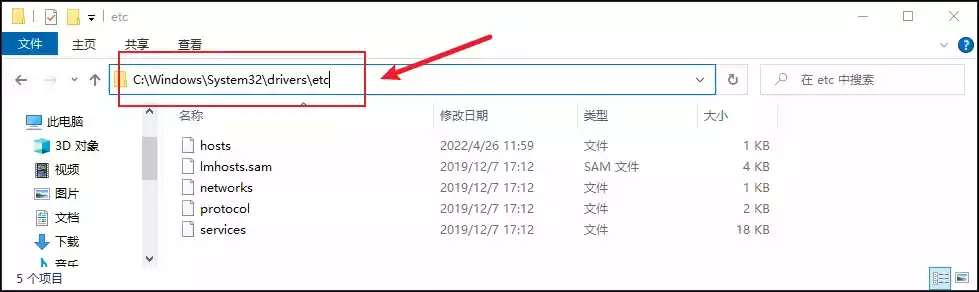 etc
文件 主页 共享 查看
C:\Windows\System32\drivers\etc 在 etc 中搜索
名称 修改日期 类型 大小
此电脑
3D 对象
视频
图片
文档
下载
音乐
hosts 2022/4/26 11:59 文件 1 KB
lmhosts.sam 2019/12/7 17:12 SAM 文件 4 KB
networks 2019/12/7 17:12 文件 1 KB
protocol 2019/12/7 17:12 文件 2 KB
services 2019/12/7 17:12 文件 18 KB
5 个项目